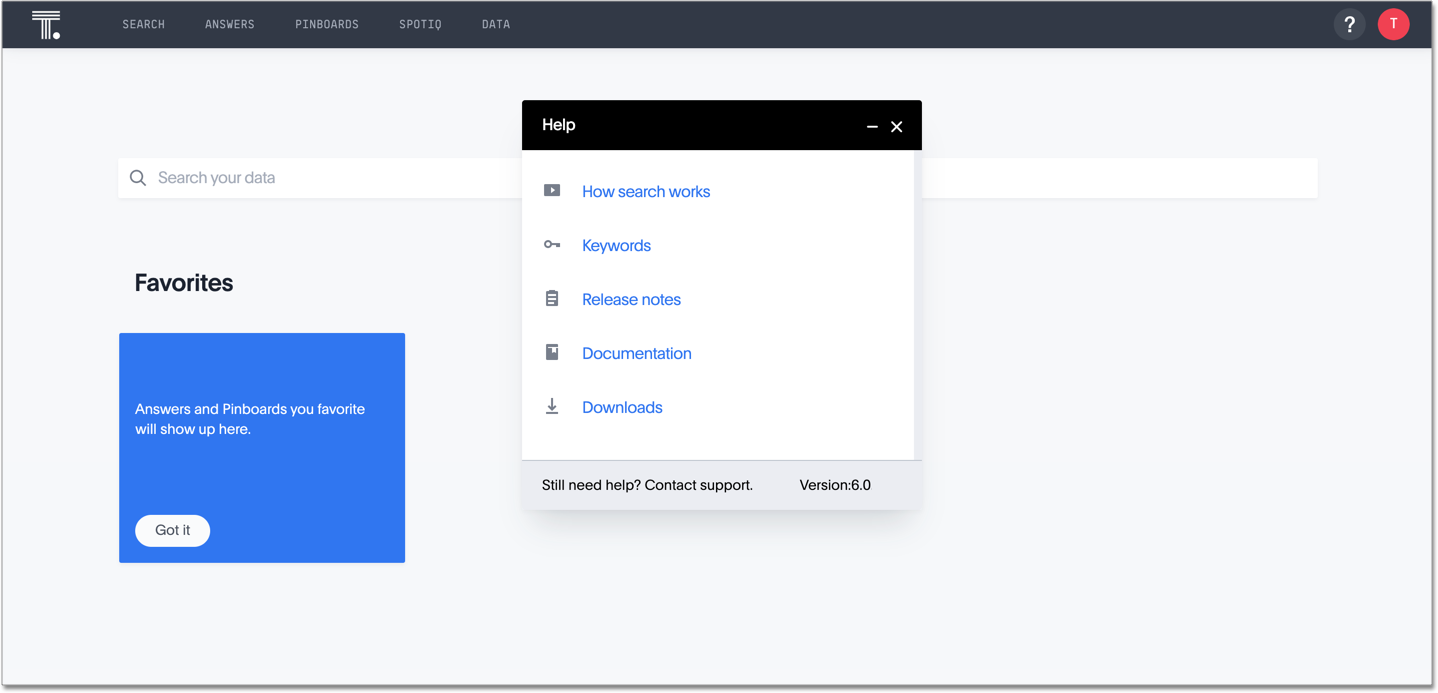 T.
SEARCH ANSWERS PINBOARDS SPOTIQ DATA ? T
Help
Search your data
How search works
Keywords
Release notes
Documentation
Downloads
Still need help? Contact support. Version:6.0
Favorites
Answers and Pinboards you favorite
will show up here.
Got it